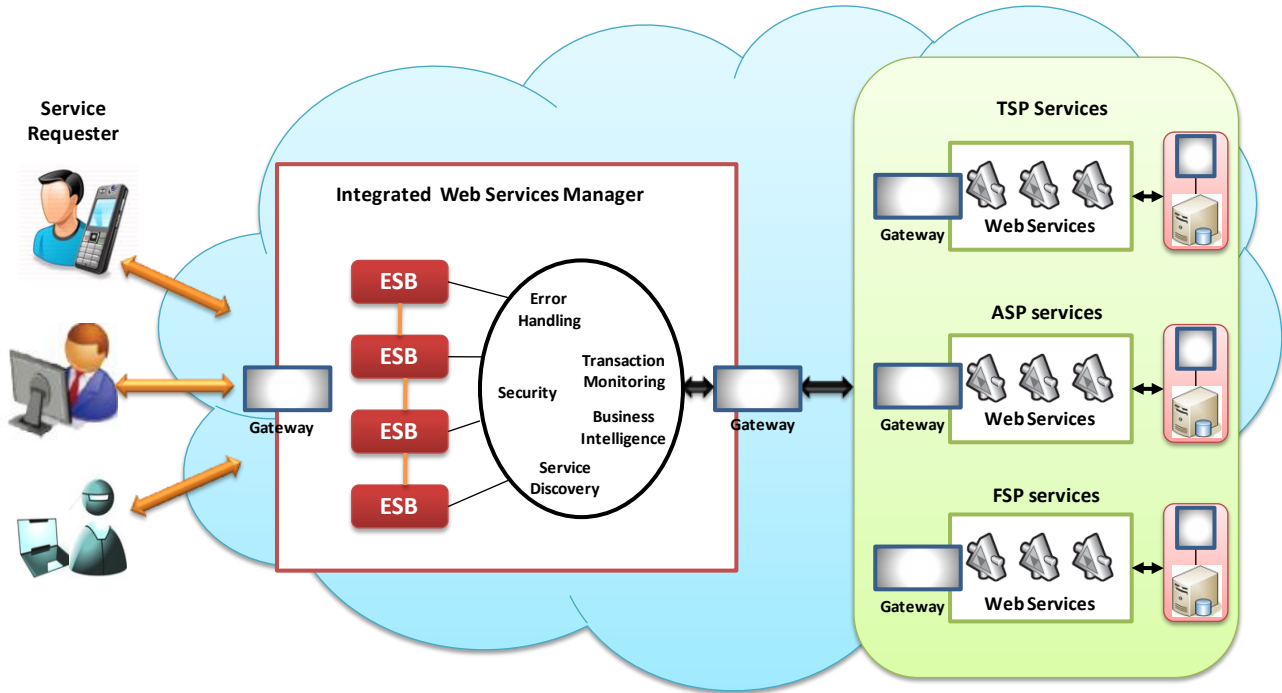 Service
Requester
Integrated Web Services Manager
ESB
ESB
ESB
ESB
Error
Handling
Transaction
Monitoring
Security
Business
Intelligence
Service
Discovery
Gateway
Gateway
TSP Services
Gateway
Web Services
ASP services
Gateway
Web Services
FSP services
Gateway
Web Services